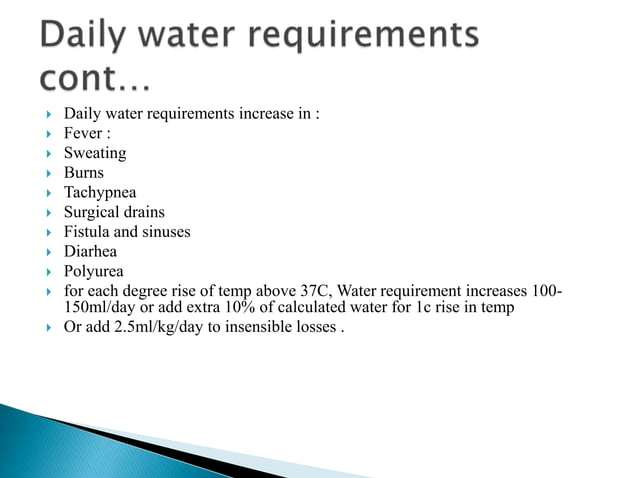 Daily water requirements
cont…
Daily water requirements increase in :
Fever :
Sweating
Burns
Tachypnea
Surgical drains
Fistula and sinuses
Diarhea
Polyurea
for each degree rise of temp above 37C, Water requirement increases 100-
150ml/day or add extra 10% of calculated water for 1c rise in temp
Or add 2.5ml/kg/day to insensible losses .